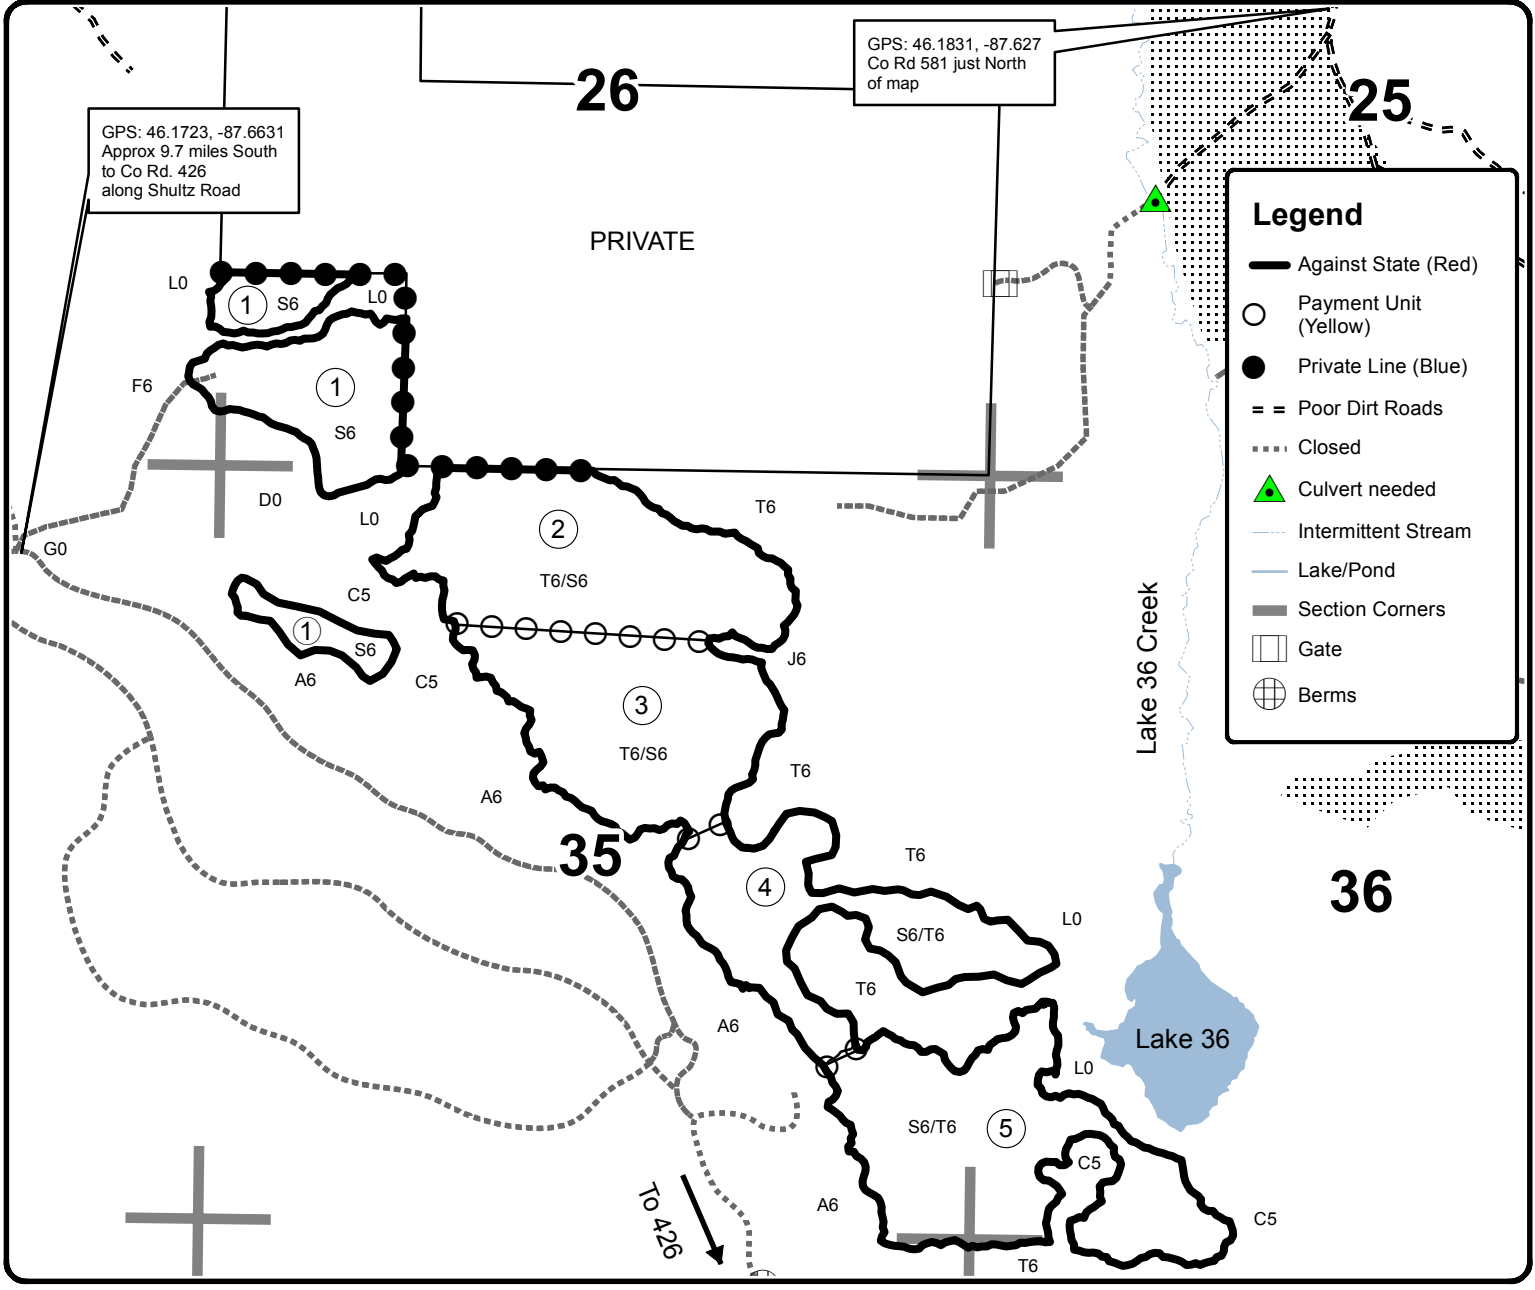 GPS: 46.1831, -87.627
Co Rd 581 just North
of map
26
25
GPS: 46.1723, -87.6631
Approx 9.7 miles South
to Co Rd. 426
along Shultz Road
PRIVATE
Legend
Against State (Red)
Payment Unit
(Yellow)
Private Line (Blue)
Poor Dirt Roads
Closed
Culvert needed
Intermittent Stream
Lake/Pond
Section Corners
Gate
Berms
L0
1
S6
L0
F6
1
S6
D0
L0
T6
G0
2
T6/S6
C5
1
S6
A6
C5
J6
3
T6/S6
T6
A6
35
Lake 36 Creek
36
4
T6
L0
S6/T6
T6
A6
Lake 36
L0
S6/T6
5
C5
A6
C5
To 426
T6